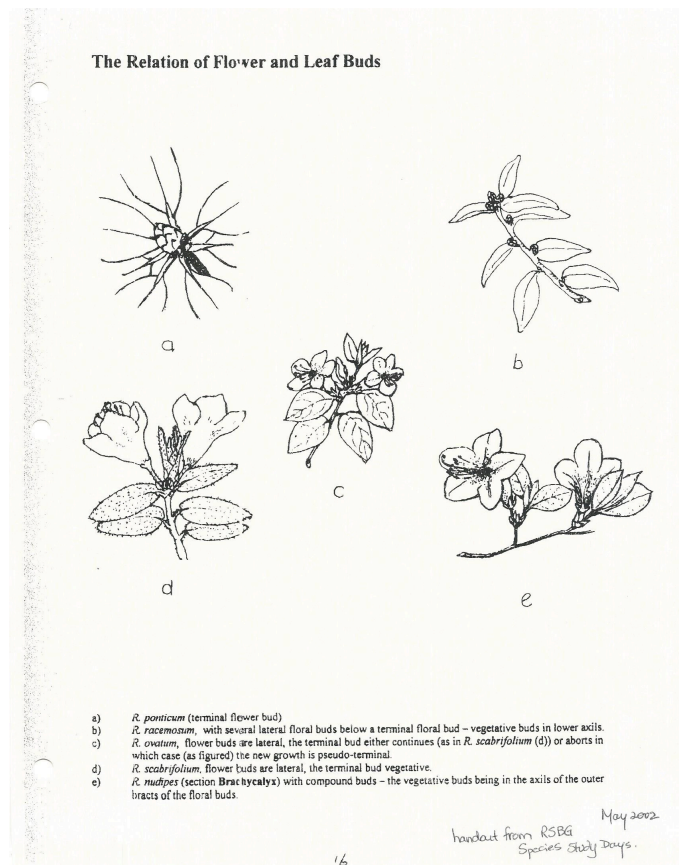 The Relation of Flower and Leaf Buds
a
b
c
d
e
a) R. ponticum (terminal flower bud)
b) R. racemosum, with several lateral floral buds below a terminal floral bud – vegetative buds in lower axils.
c) R. ovatum, flower buds are lateral, the terminal bud either continues (as in R. scabrifolium (d)) or aborts in
which case (as figured) the new growth is pseudo-terminal.
d) R. scabrifolium, flower buds are lateral, the terminal bud vegetative.
e) R. nudipes (section Brachycalyx) with compound buds – the vegetative buds being in the axils of the outer
bracts of the floral buds.
May 2002
handout from RSBG
Species Study Days.
16